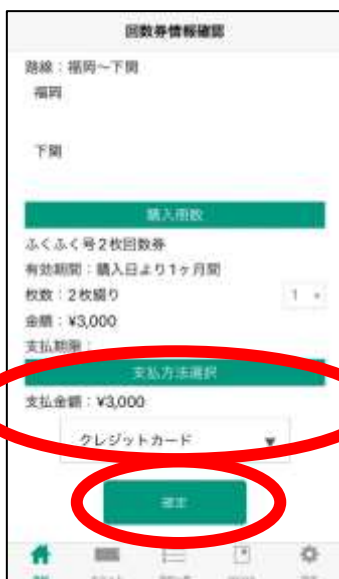 回数券情報確認
路線：福岡～下関
福岡
下関
購入冊数
ふくふく号2枚回数券
有効期間：購入日より1ヶ月間
枚数：2枚綴り
1
金額：¥3,000
支払期限：
支払方法選択
支払金額：¥3,000
クレジットカード
確定